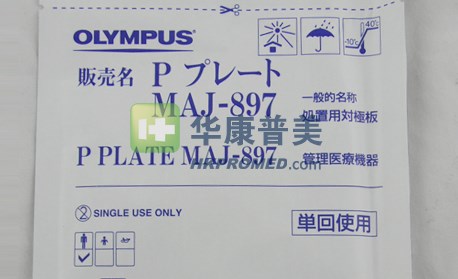 OLYMPUS
-10℃ 40℃
販売名 P プレート
MAJ-897
一般的名称
処置用対極板
华康普美
HKPROMED.com
P PLATE MAJ-897
管理医療機器
② SINGLE USE ONLY
単回使用